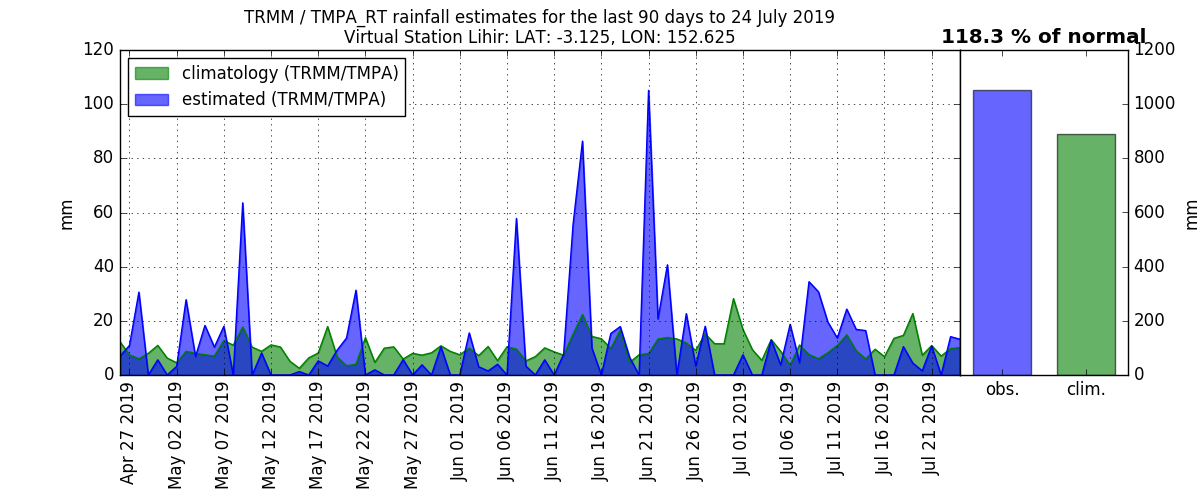 TRMM / TMPA_RT rainfall estimates for the last 90 days to 24 July 2019
Virtual Station Lihir: LAT: -3.125, LON: 152.625
118.3 % of normal
climatology (TRMM/TMPA)
estimated (TRMM/TMPA)
120
100
80
60
40
20
0
mm
1200
1000
800
600
400
200
0
mm
obs.
clim.
Apr 27 2019
May 02 2019
May 07 2019
May 12 2019
May 17 2019
May 22 2019
May 27 2019
Jun 01 2019
Jun 06 2019
Jun 11 2019
Jun 16 2019
Jun 21 2019
Jun 26 2019
Jul 01 2019
Jul 06 2019
Jul 11 2019
Jul 16 2019
Jul 21 2019